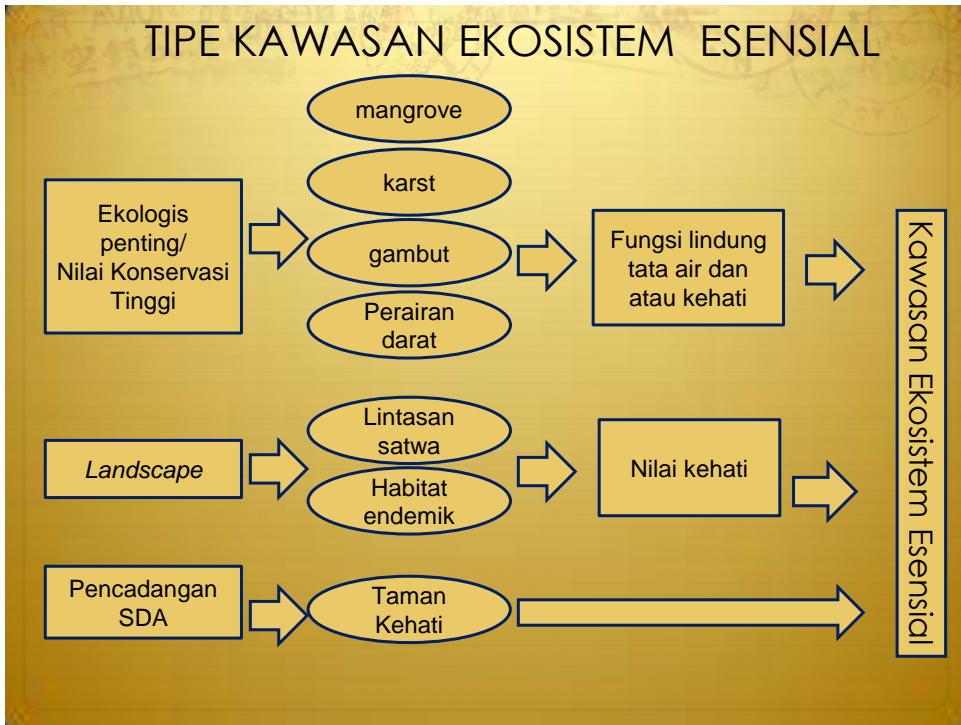 TIPE KAWASAN EKOSISTEM ESENSIAL
mangrove
karst
gambut
Perairan
darat
Ekologis
penting/
Nilai Konservasi
Tinggi
Fungsi lindung
tata air dan
atau kehati
Landscape
Lintasan
satwa
Habitat
endemik
Nilai kehati
Pencadangan
SDA
Taman
Kehati
Kawasan Ekosistem Esensial